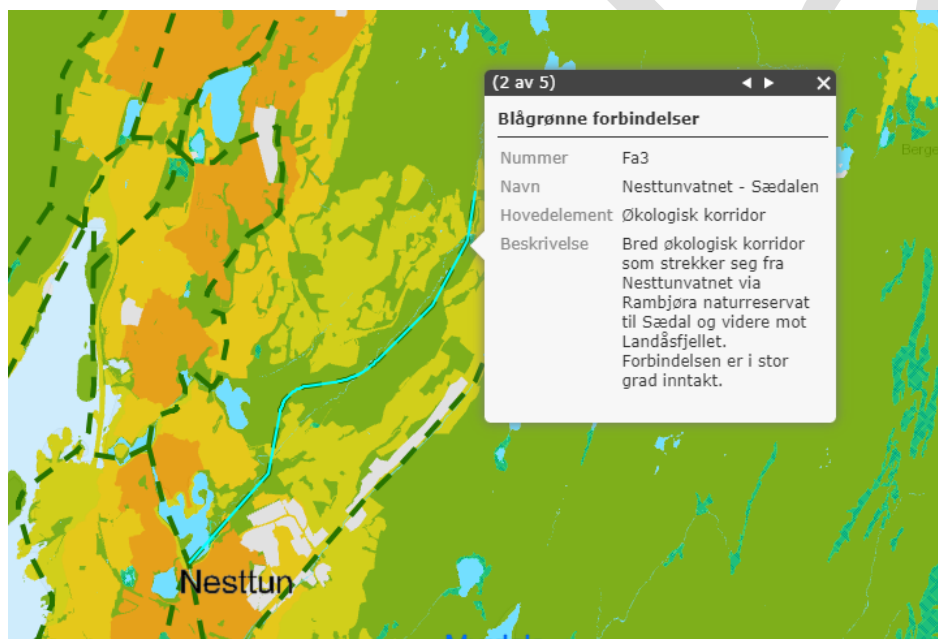 (2 av 5)
Blågrønne forbindelser
Nummer Fa3
Navn Nesttunvatnet - Sædalen
Hovedelement Økologisk korridor
Beskrivelse Bred økologisk korridor
som strekker seg fra
Nesttunvatnet via
Rambjøra naturreservat
til Sædal og videre mot
Landåsfjellet.
Forbindelsen er i stor
grad inntakt.
Nesttun